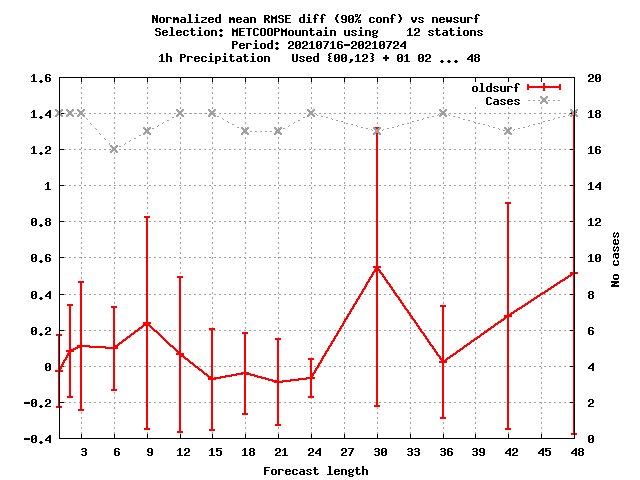 Normalized mean RMSE diff (90% conf) vs newsurf
Selection: METCOOPMountain using    12 stations
Period: 20210716-20210724
1h Precipitation   Used {00,12} + 01 02 ... 48
oldsurf
Cases
1.6
1.4
1.2
1
0.8
0.6
0.4
0.2
0
-0.2
-0.4
20
18
16
14
12
10
8
6
4
2
0
No cases
3 6 9 12 15 18 21 24 27 30 33 36 39 42 45 48
Forecast length